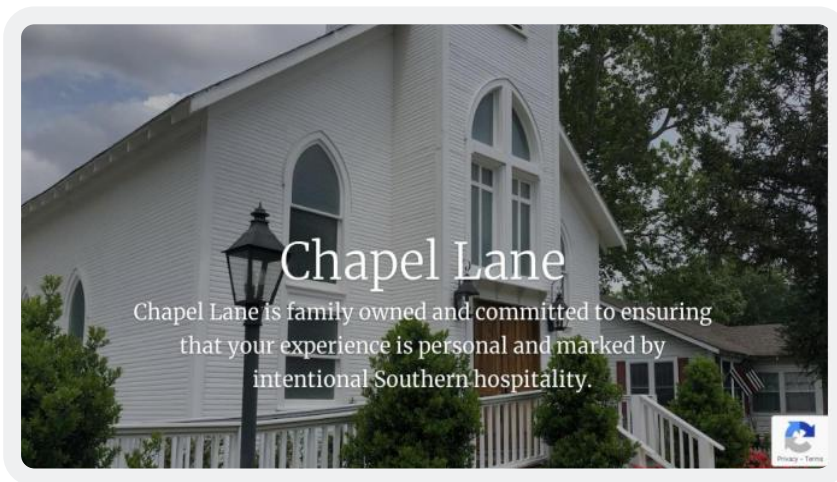 Chapel Lane
Chapel Lane is family owned and committed to ensuring
that your experience is personal and marked by
intentional Southern hospitality.
Privacy - Terms